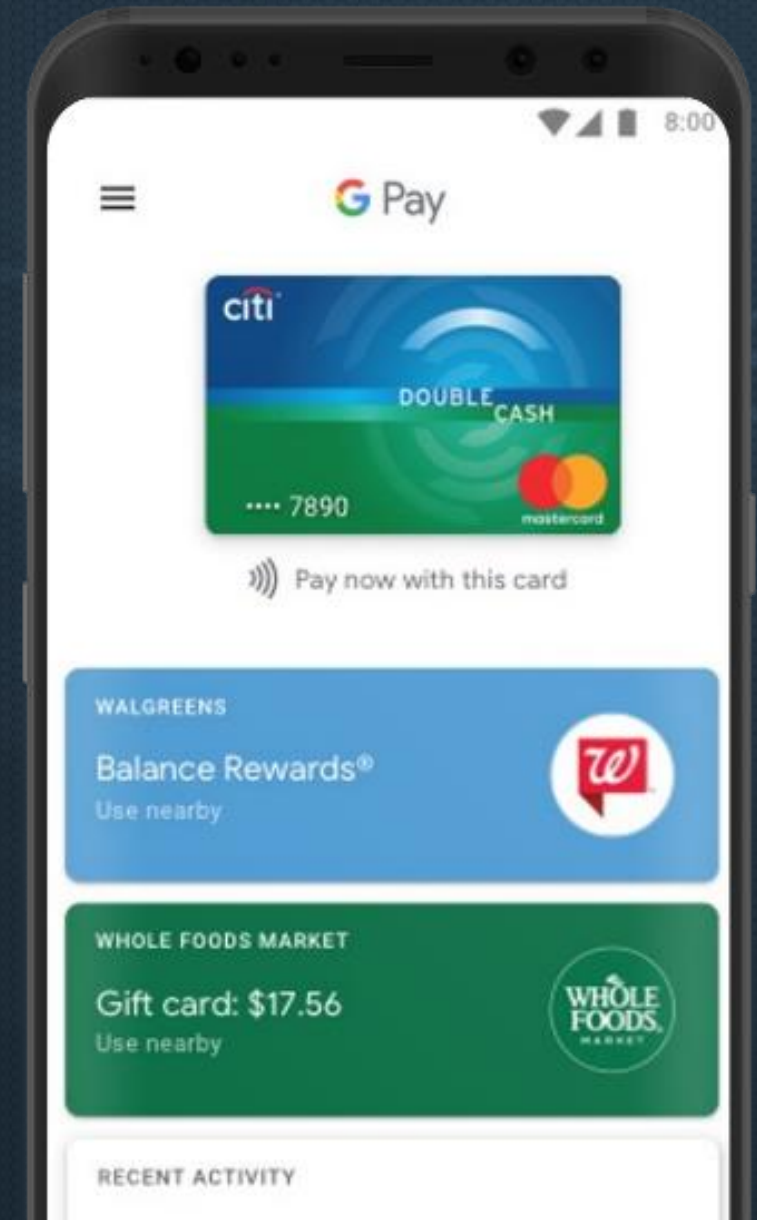 8:00
G Pay
citi
DOUBLE
CASH
•••• 7890
mastercard
Pay now with this card
WALGREENS
Balance Rewards®
Use nearby
W
WHOLE FOODS MARKET
Gift card: $17.56
Use nearby
WHOLE
FOODS
MARKET
RECENT ACTIVITY